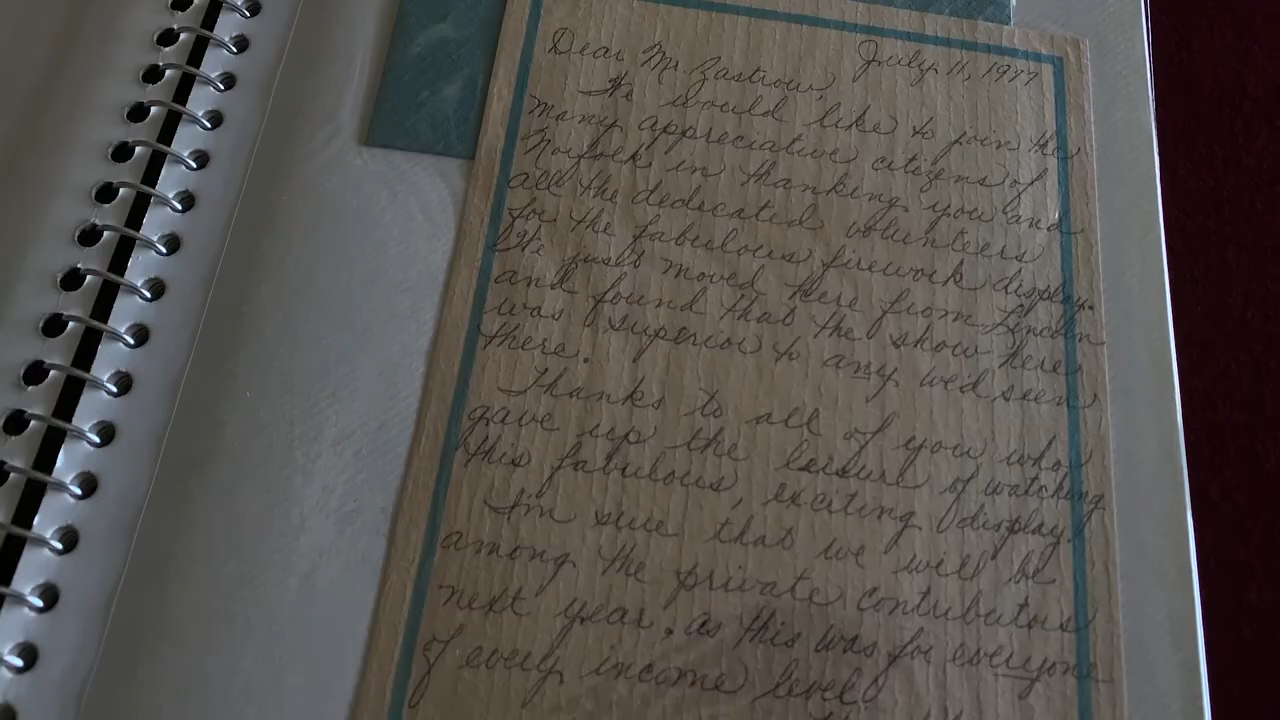 Dear Mr. Zastrow, July 11, 1977
We would like to join the
many appreciative citizens of
Norfolk in thanking you and
all the dedecated volunteers
for the fabulous firework display.
We just moved here from Lincoln
and found that the show here
was superior to any we'd seen
there.
Thanks to all of you who
gave up the leisure of watching
this fabulous, exciting display.
I'm sure that we will be
among the private contributors
next year. as this was for everyone
of every income level